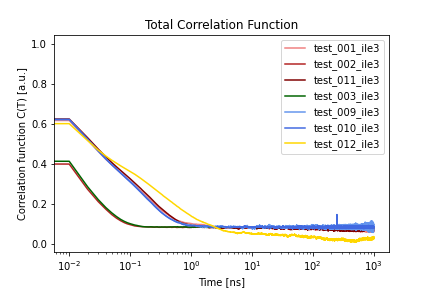 Total Correlation Function
Correlation function C(T) [a.u.]
1.0
0.8
0.6
0.4
0.2
0.0
test_001_ile3
test_002_ile3
test_011_ile3
test_003_ile3
test_009_ile3
test_010_ile3
test_012_ile3
10⁻² 10⁻¹ 10⁰ 10¹ 10² 10³
Time [ns]